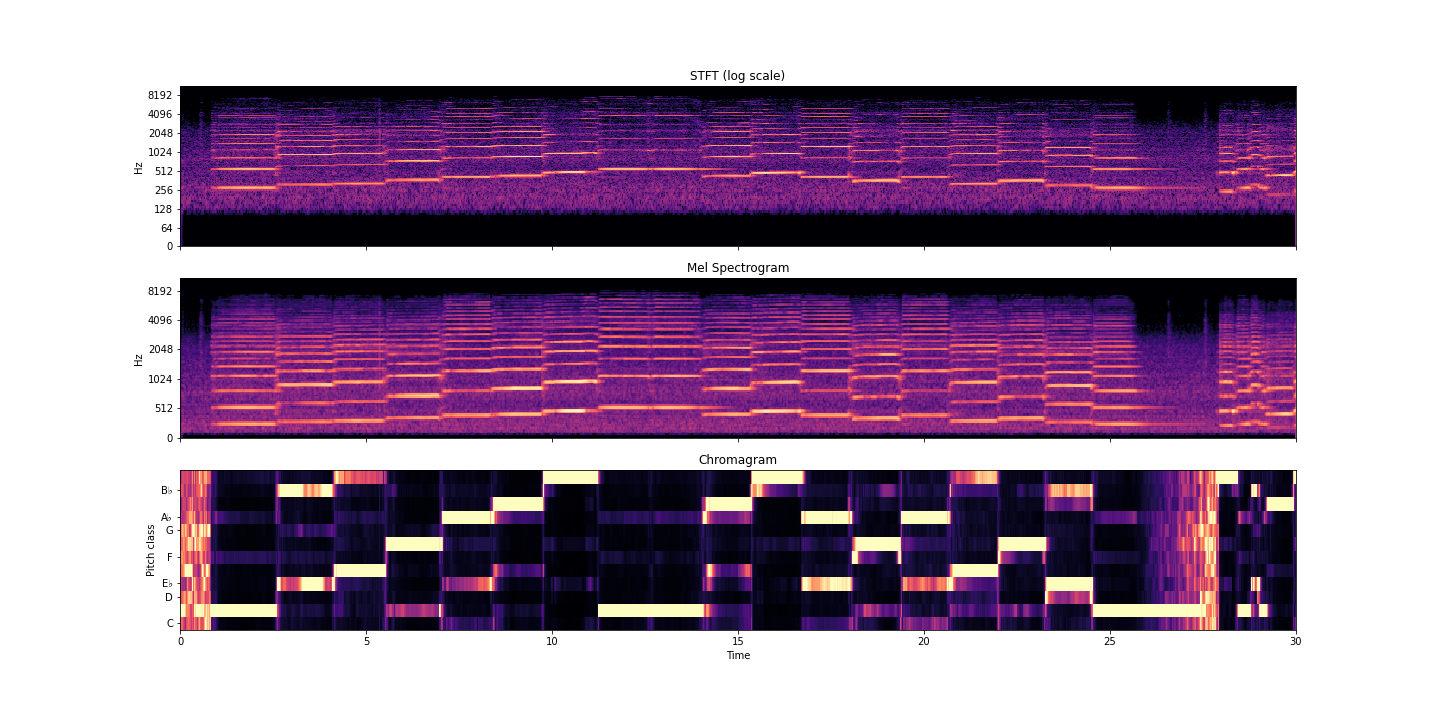 STFT (log scale)
8192
4096
2048
1024
512
256
128
64
0
Hz
Mel Spectrogram
8192
4096
2048
1024
512
0
Hz
Chromagram
B♭
A♭
G
F
E♭
D
C
Pitch class
0 5 10 15 20 25 30
Time